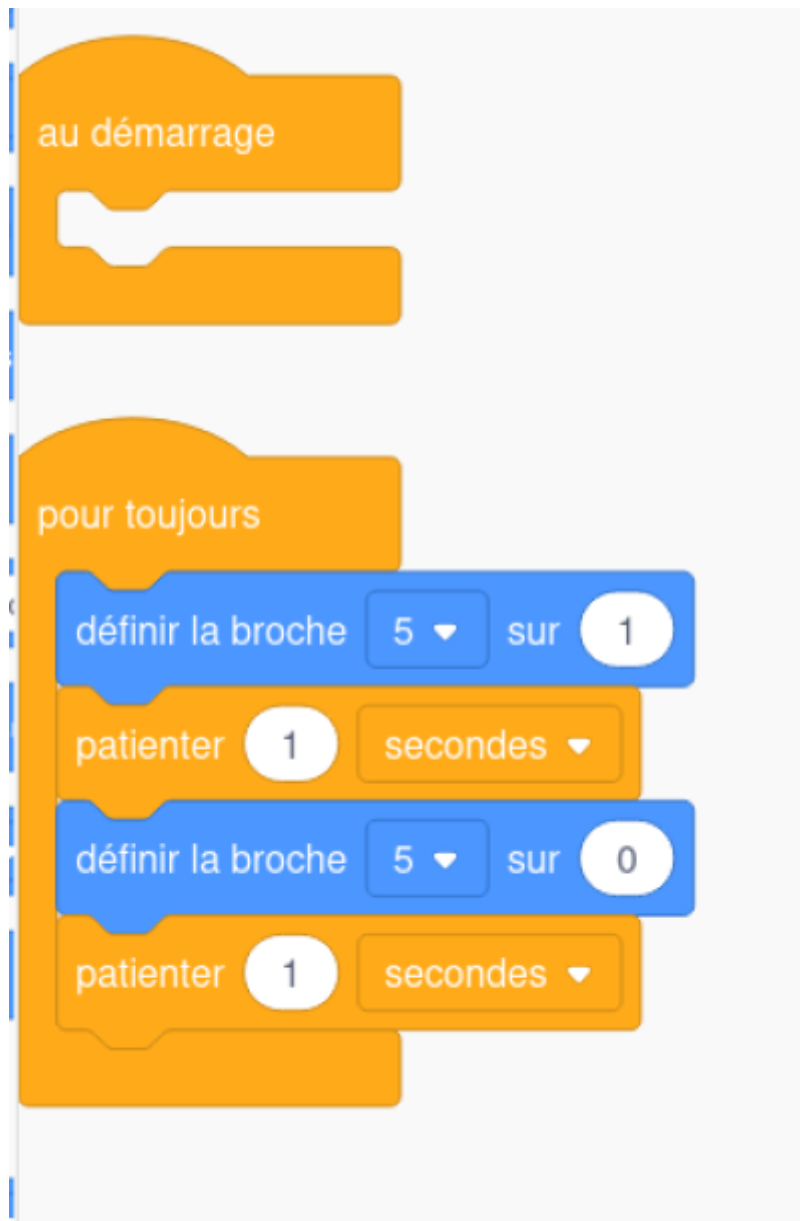 au démarrage
pour toujours
définir la broche 5 sur 1
patienter 1 secondes
définir la broche 5 sur 0
patienter 1 secondes